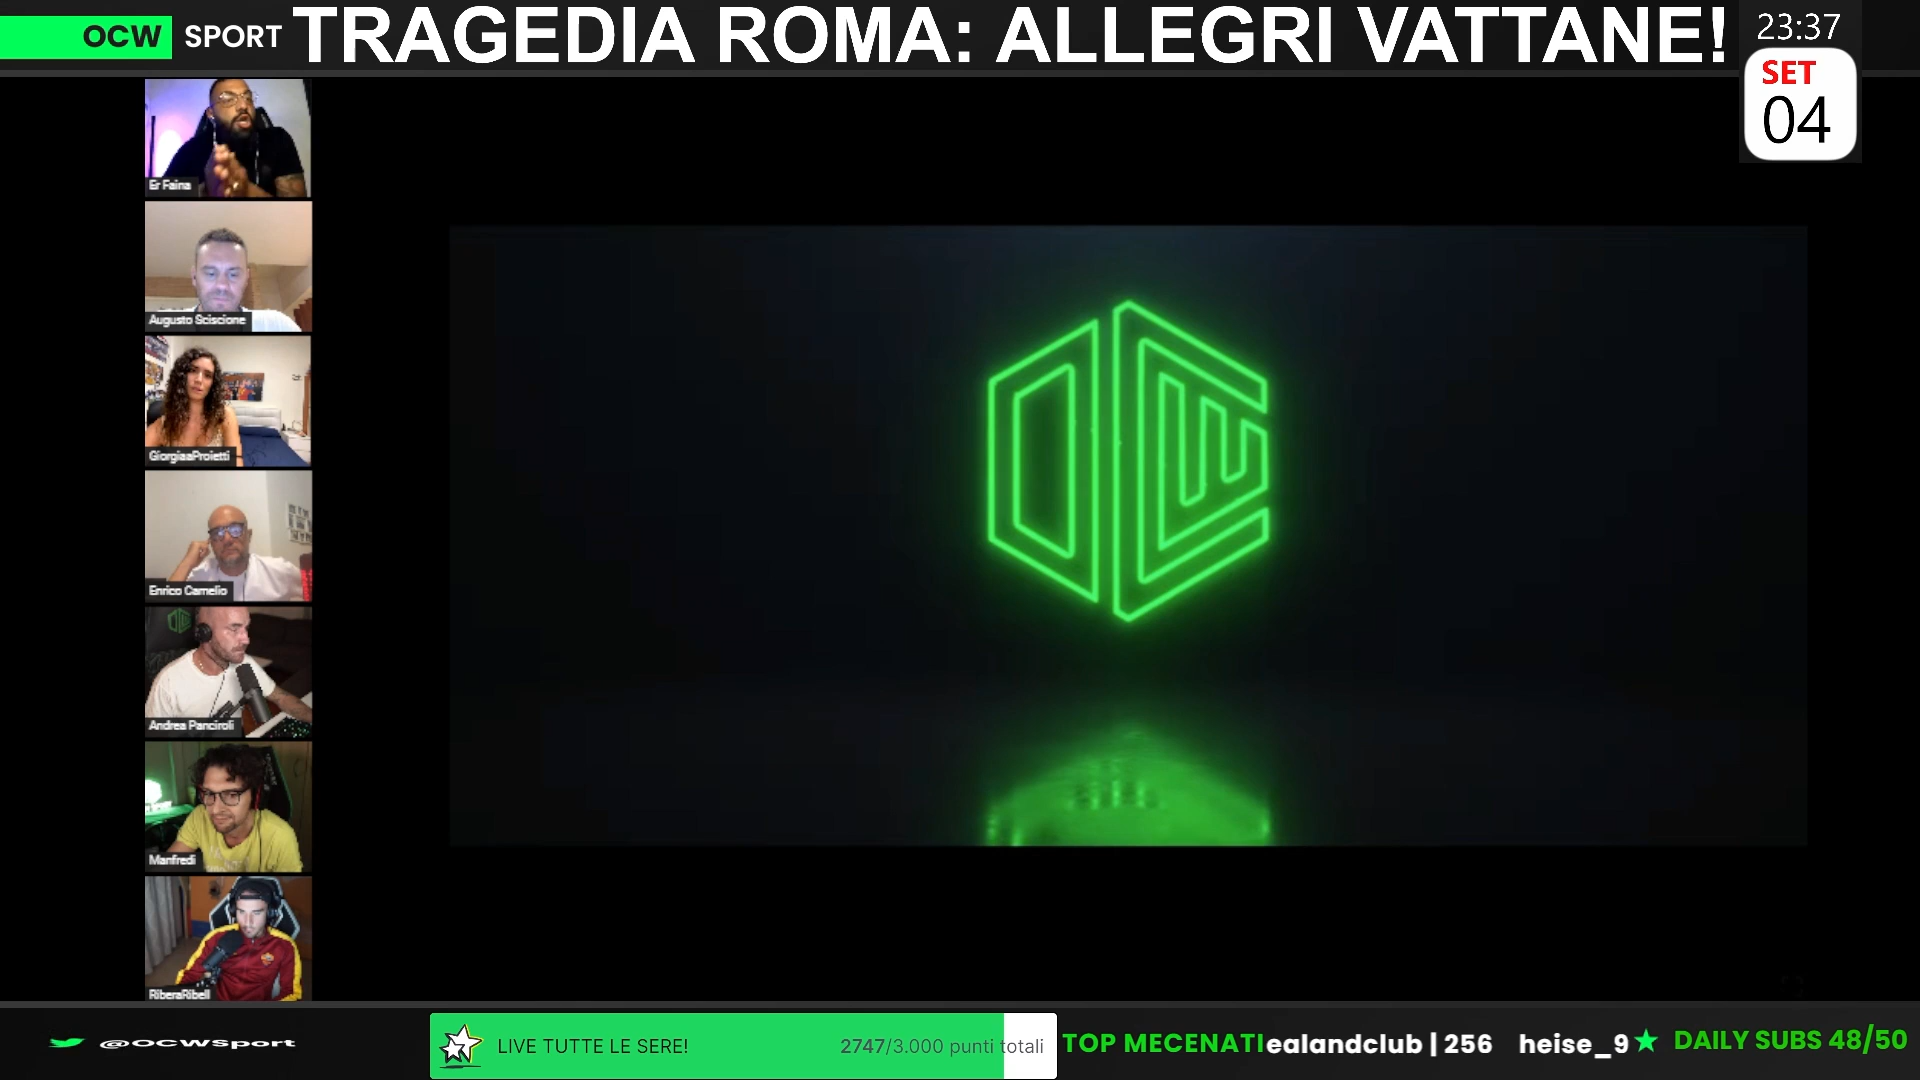 OCW SPORT TRAGEDIA ROMA: ALLEGRI VATTANE!
23:37
SET
04
Er Faina
Augusto Sciscione
GiorgiaaProietti
Enrico Camelio
Andrea Panciroli
Manfredi
RiberaRibell
@OCWSport
LIVE TUTTE LE SERE! 2747/3.000 punti totali
TOP MECENATI ealandclub | 256 heise_9
DAILY SUBS 48/50